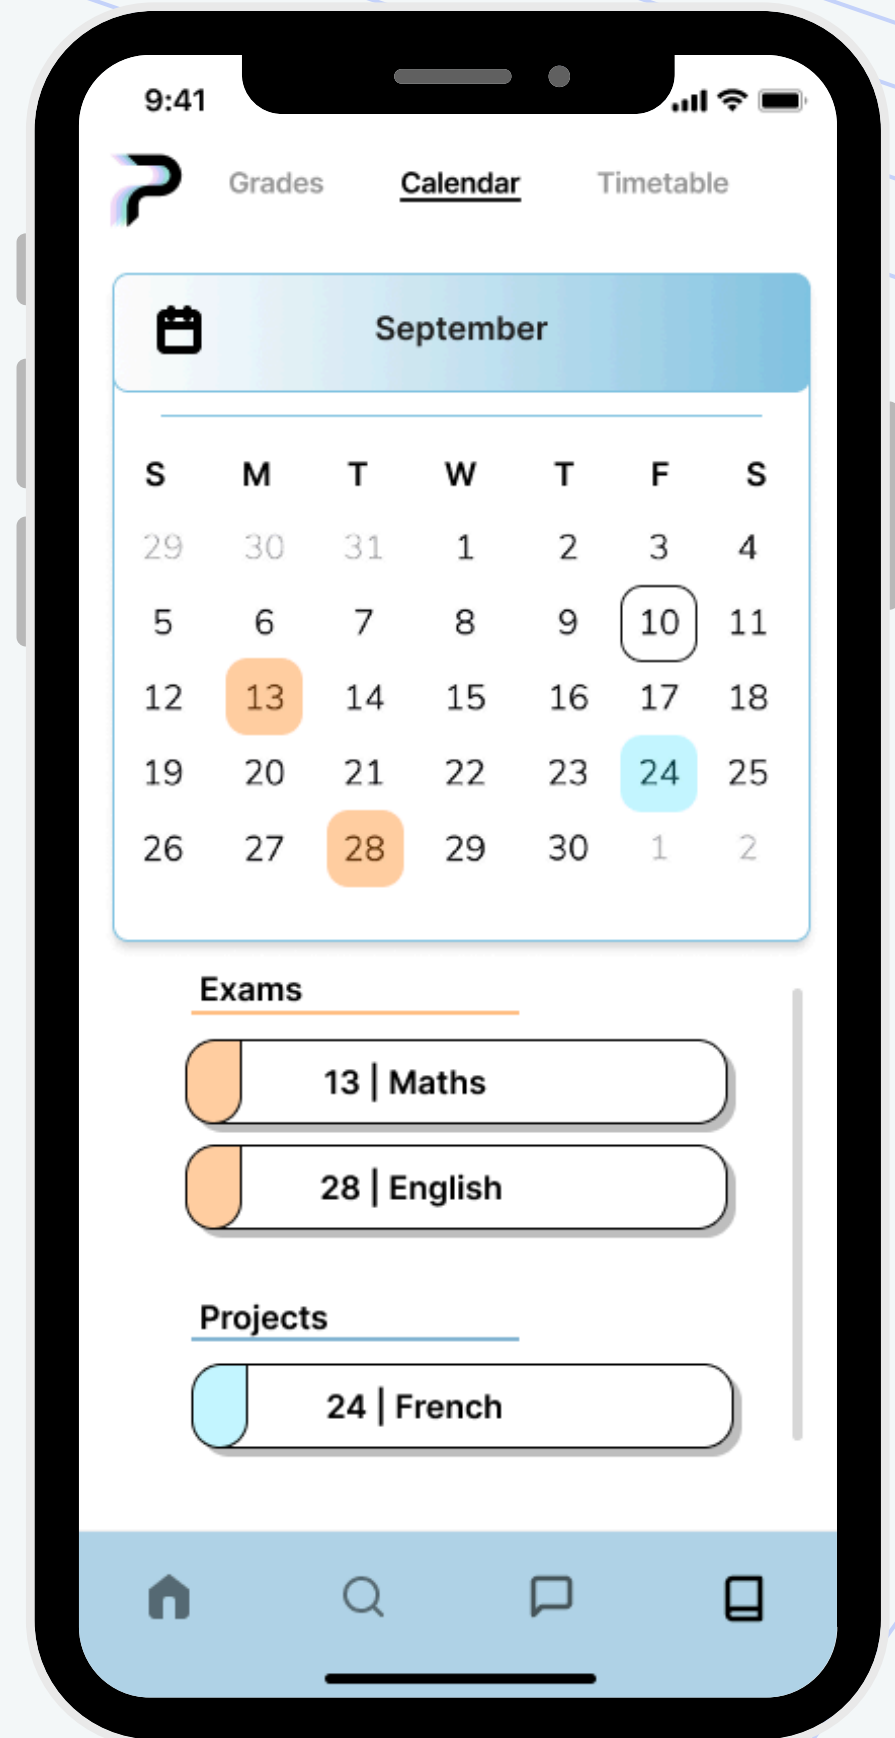 9:41
Grades Calendar Timetable
September
S M T W T F S
29 30 31 1 2 3 4
5 6 7 8 9 10 11
12 13 14 15 16 17 18
19 20 21 22 23 24 25
26 27 28 29 30 1 2
Exams
13 | Maths
28 | English
Projects
24 | French